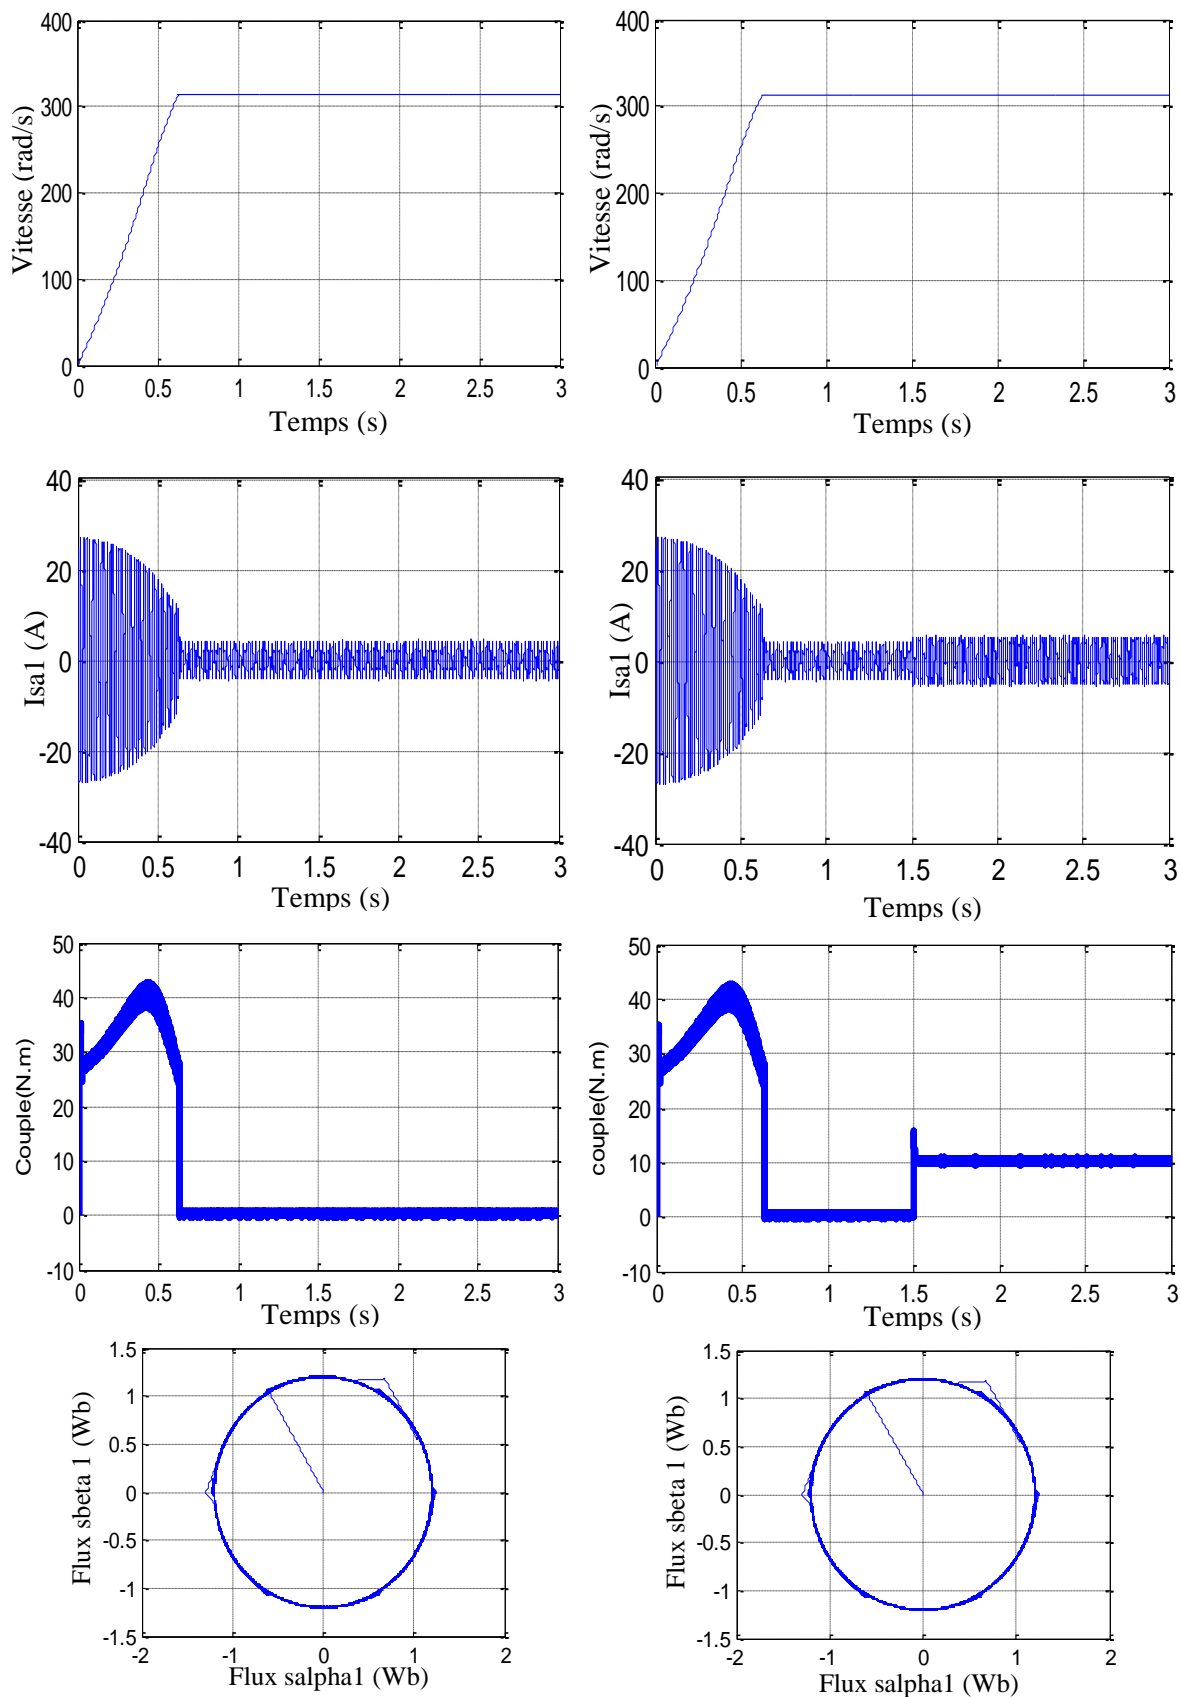 400
300
200
100
0
Vitesse (rad/s)
0 0.5 1 1.5 2 2.5 3
Temps (s)
400
300
200
100
0
Vitesse (rad/s)
0 0.5 1 1.5 2 2.5 3
Temps (s)
40
20
0
-20
-40
Isa1 (A)
0 0.5 1 1.5 2 2.5 3
Temps (s)
40
20
0
-20
-40
Isa1 (A)
0 0.5 1 1.5 2 2.5 3
Temps (s)
50
40
30
20
10
0
-10
Couple(N.m)
0 0.5 1 1.5 2 2.5 3
Temps (s)
50
40
30
20
10
0
-10
couple(N.m)
0 0.5 1 1.5 2 2.5 3
Temps (s)
1.5
1
0.5
0
-0.5
-1
-1.5
Flux sbeta 1 (Wb)
-2 -1 0 1 2
Flux salpha1 (Wb)
1.5
1
0.5
0
-0.5
-1
-1.5
Flux sbeta 1 (Wb)
-2 -1 0 1 2
Flux salpha1 (Wb)